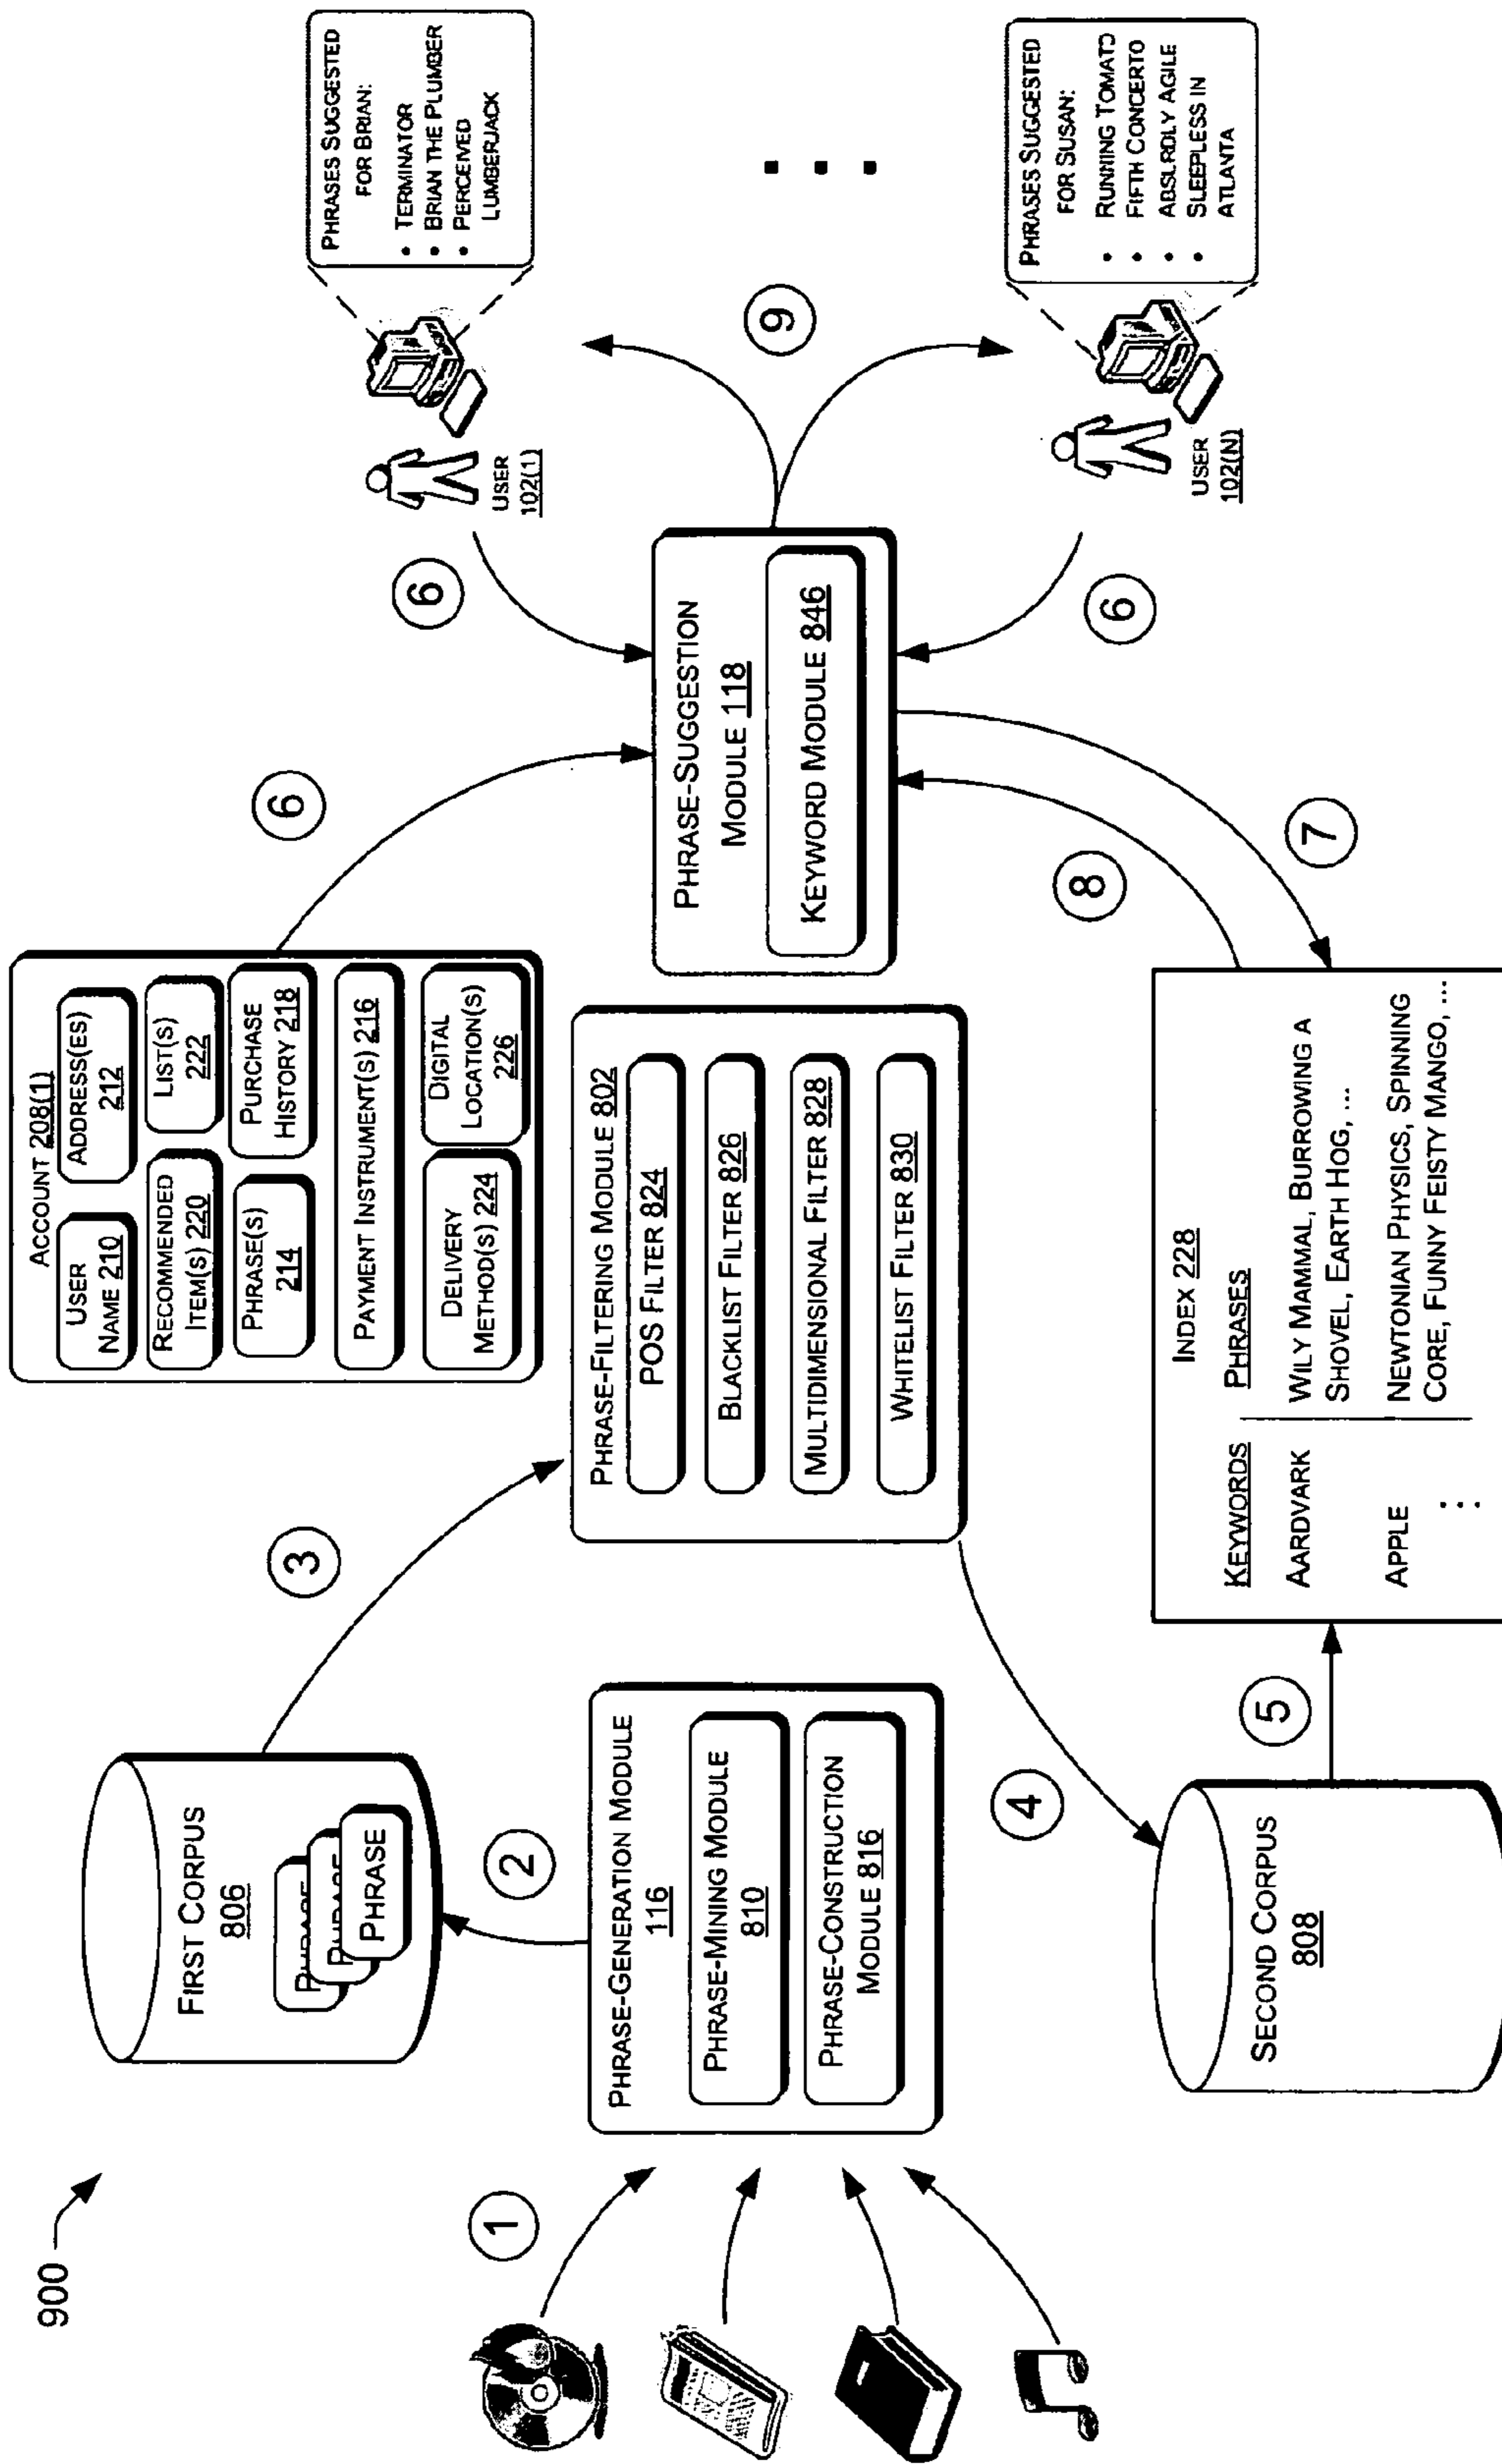 900
1
FIRST CORPUS
806
PHRASE
2
PHRASE-GENERATION MODULE
116
PHRASE-MINING MODULE
810
PHRASE-CONSTRUCTION
MODULE 816
3
ACCOUNT 208(1)
USER
NAME 210
ADDRESS(ES)
212
RECOMMENDED
ITEM(S) 220
LIST(S)
222
PHRASE(S)
214
PURCHASE
HISTORY 218
PAYMENT INSTRUMENT(S) 216
DELIVERY
METHOD(S) 224
DIGITAL
LOCATION(S)
226
PHRASE-FILTERING MODULE 802
POS FILTER 824
BLACKLIST FILTER 826
MULTIDIMENSIONAL FILTER 828
WHITELIST FILTER 830
4
SECOND CORPUS
808
5
INDEX 228
KEYWORDS
PHRASES
AARDVARK
WILY MAMMAL, BURROWING A
SHOVEL, EARTH HOG, ...
APPLE
NEWTONIAN PHYSICS, SPINNING
CORE, FUNNY FEISTY MANGO, ...
6
PHRASE-SUGGESTION
MODULE 118
KEYWORD MODULE 846
8
7
6
6
USER
102(1)
9
USER
102(N)
PHRASES SUGGESTED
FOR BRIAN:
• TERMINATOR
• BRIAN THE PLUMBER
• PERCEIVED
LUMBERJACK
PHRASES SUGGESTED
FOR SUSAN:
• RUNNING TOMATO
• FIFTH CONCERTO
• ABSURDLY AGILE
• SLEEPLESS IN
ATLANTA